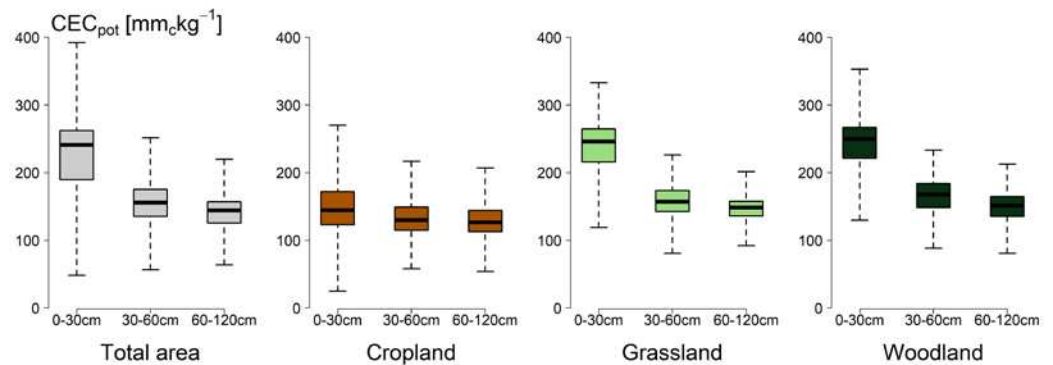 CECpot [mmckg−1]
400 400 400 400
300 300 300 300
200 200 200 200
100 100 100 100
0 0 0 0
0-30cm 30-60cm 60-120cm 0-30cm 30-60cm 60-120cm 0-30cm 30-60cm 60-120cm 0-30cm 30-60cm 60-120cm
Total area Cropland Grassland Woodland